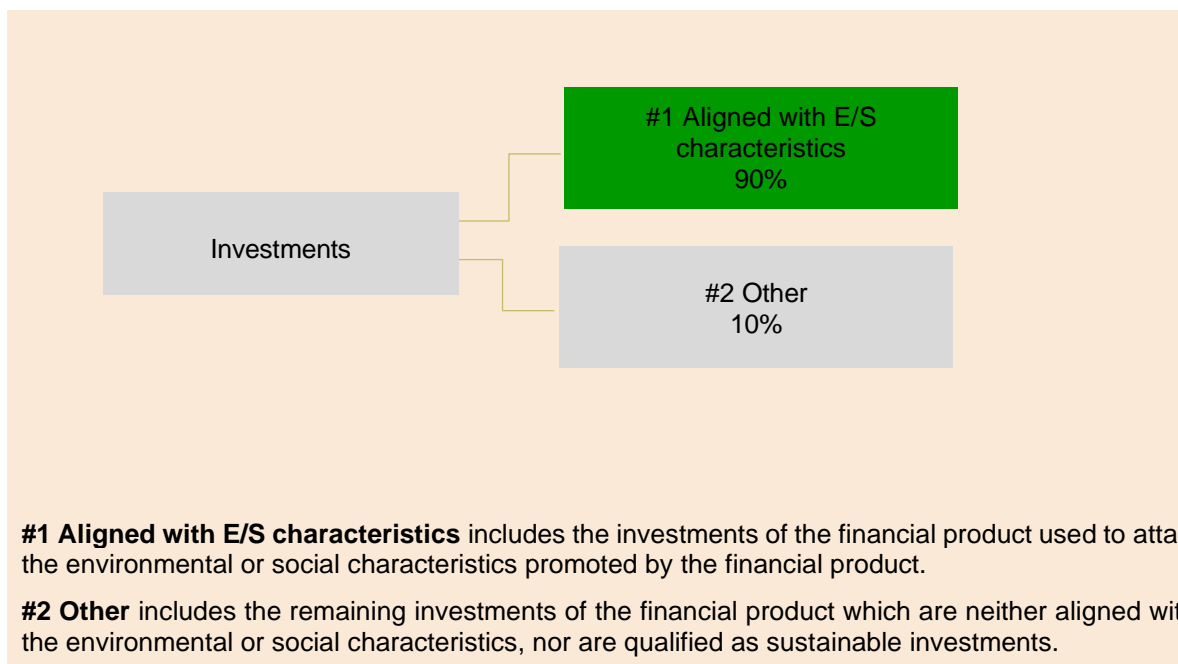 #1 Aligned with E/S
characteristics
90%
Investments
#2 Other
10%
#1 Aligned with E/S characteristics includes the investments of the financial product used to atta
the environmental or social characteristics promoted by the financial product.
#2 Other includes the remaining investments of the financial product which are neither aligned wit
the environmental or social characteristics, nor are qualified as sustainable investments.